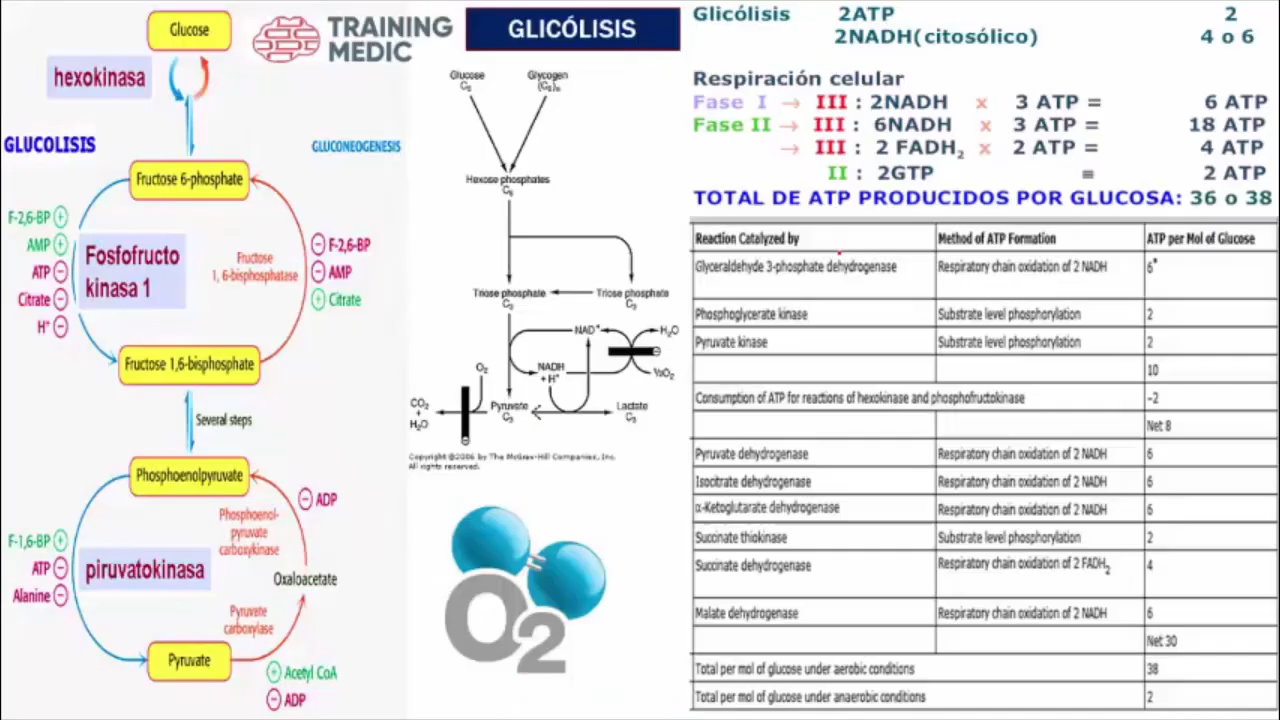 Glucose
hexokinasa
GLUCOLISIS
GLUCONEOGENESIS
Fructose 6-phosphate
F-2,6-BP +
AMP +
ATP −
Citrate −
H⁺ −
Fosfofructo
kinasa 1
Fructose
1, 6-bisphosphatase
− F-2,6-BP
− AMP
+ Citrate
Fructose 1,6-bisphosphate
Several steps
Phosphoenolpyruvate
− ADP
Phosphoenol-
pyruvate
carboxykinase
F-1,6-BP +
ATP −
Alanine −
piruvatokinasa
Oxaloacetate
Pyruvate
carboxylase
Pyruvate
+ Acetyl CoA
− ADP
TRAINING
MEDIC
GLICÓLISIS
Glucose
C₆
Glycogen
(C₆)ₙ
Hexose phosphates
C₆
Triose phosphate
C₃
Triose phosphate
C₃
NAD⁺
H₂O
O₂
NADH
+ H⁺
½O₂
CO₂
+
H₂O
Pyruvate
C₃
Lactate
C₃
Copyright ©2006 by The McGraw-Hill Companies, Inc.
All rights reserved.
O2
Glicólisis 2ATP 2
2NADH(citosólico) 4 o 6
Respiración celular
Fase I → III : 2NADH x 3 ATP = 6 ATP
Fase II → III : 6NADH x 3 ATP = 18 ATP
→ III : 2 FADH₂ x 2 ATP = 4 ATP
II : 2GTP = 2 ATP
TOTAL DE ATP PRODUCIDOS POR GLUCOSA: 36 o 38
Reaction Catalyzed by Method of ATP Formation ATP per Mol of Glucose
Glyceraldehyde 3-phosphate dehydrogenase Respiratory chain oxidation of 2 NADH 6*
Phosphoglycerate kinase Substrate level phosphorylation 2
Pyruvate kinase Substrate level phosphorylation 2
10
Consumption of ATP for reactions of hexokinase and phosphofructokinase −2
Net 8
Pyruvate dehydrogenase Respiratory chain oxidation of 2 NADH 6
Isocitrate dehydrogenase Respiratory chain oxidation of 2 NADH 6
α-Ketoglutarate dehydrogenase Respiratory chain oxidation of 2 NADH 6
Succinate thiokinase Substrate level phosphorylation 2
Succinate dehydrogenase Respiratory chain oxidation of 2 FADH₂ 4
Malate dehydrogenase Respiratory chain oxidation of 2 NADH 6
Net 30
Total per mol of glucose under aerobic conditions 38
Total per mol of glucose under anaerobic conditions 2